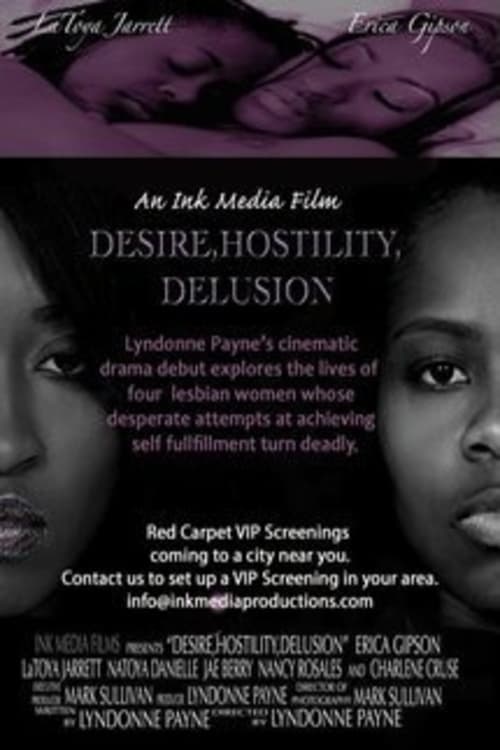 LaToya Jarrett Erica Gipson
An Ink Media Film
DESIRE,HOSTILITY,
DELUSION
Lyndonne Payne's cinematic
drama debut explores the lives of
four lesbian women whose
desperate attempts at achieving
self fullfillment turn deadly.
Red Carpet VIP Screenings
coming to a city near you.
Contact us to set up a VIP Screening in your area.
info@inkmediaproductions.com
INK MEDIA FILMS PRESENTS "DESIRE,HOSTILITY,DELUSION" ERICA GIPSON
LATOYA JARRETT NATOYA DANIELLE JAE BERRY NANCY ROSALES AND CHARLENE CRUSE
EXECUTIVE PRODUCER MARK SULLIVAN PRODUCER LYNDONNE PAYNE DIRECTOR OF PHOTOGRAPHY MARK SULLIVAN
WRITTEN BY LYNDONNE PAYNE DIRECTED BY LYNDONNE PAYNE